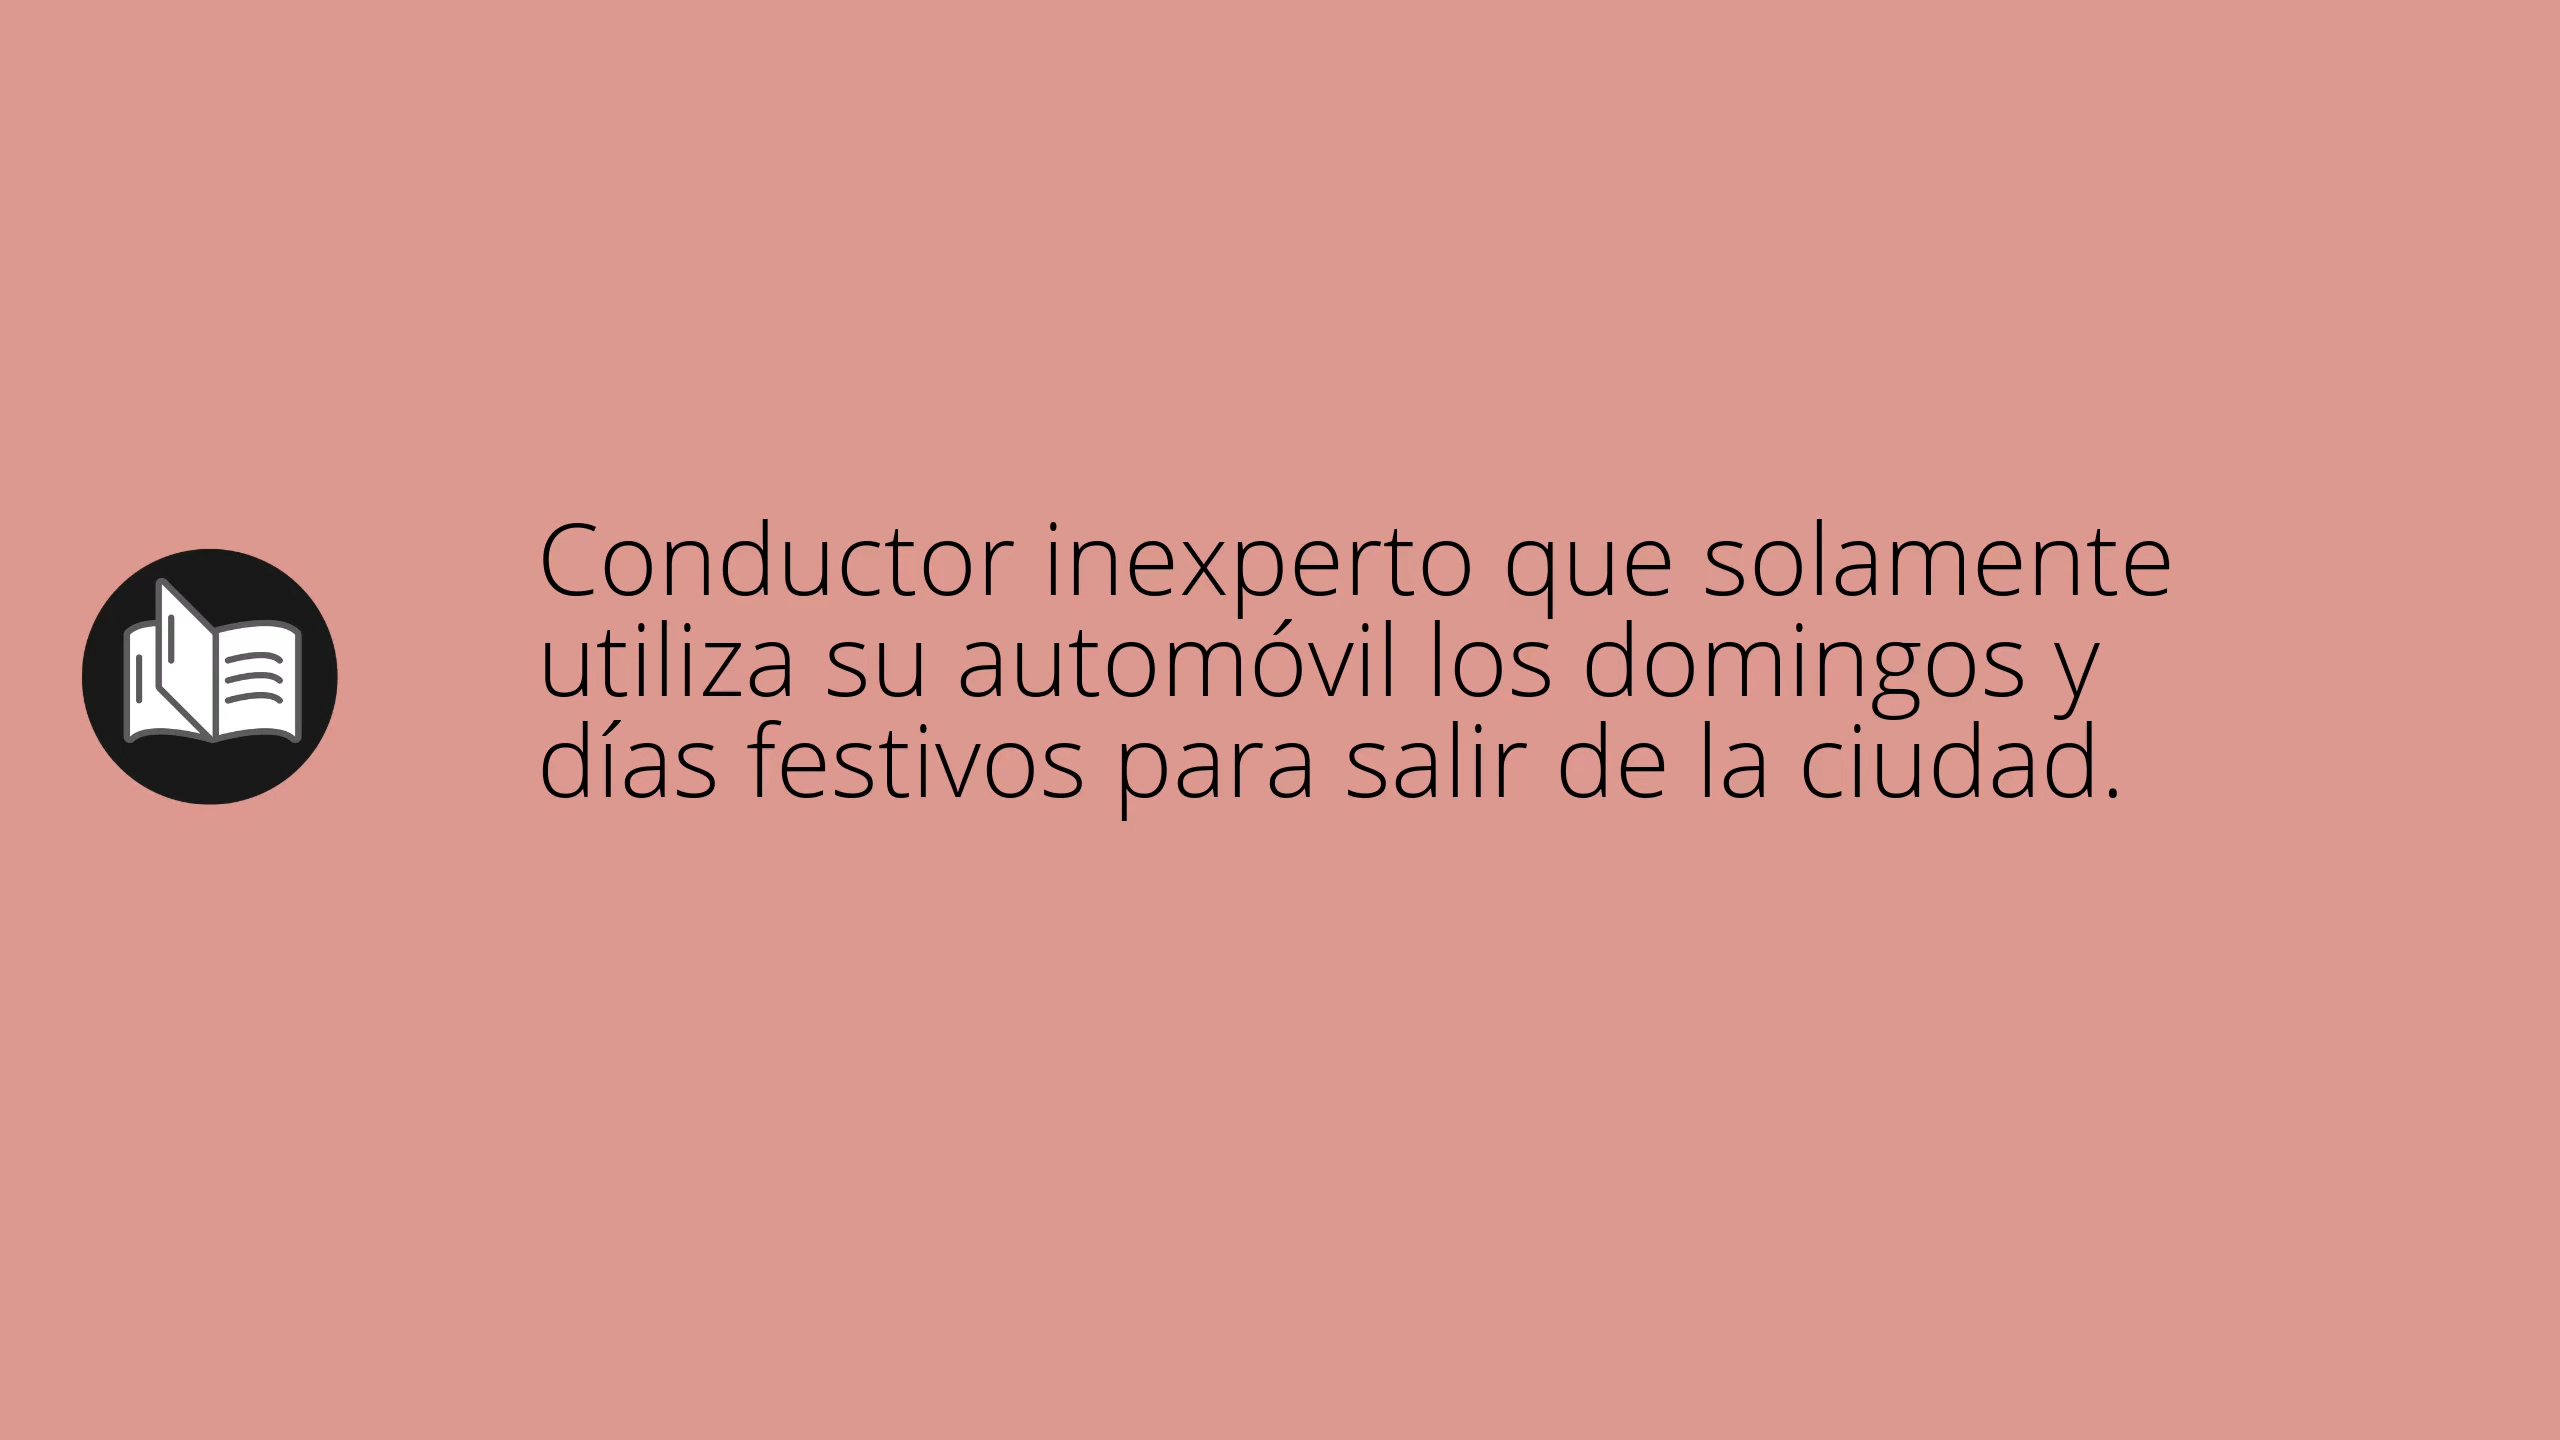 Conductor inexperto que solamente
utiliza su automóvil los domingos y
días festivos para salir de la ciudad.